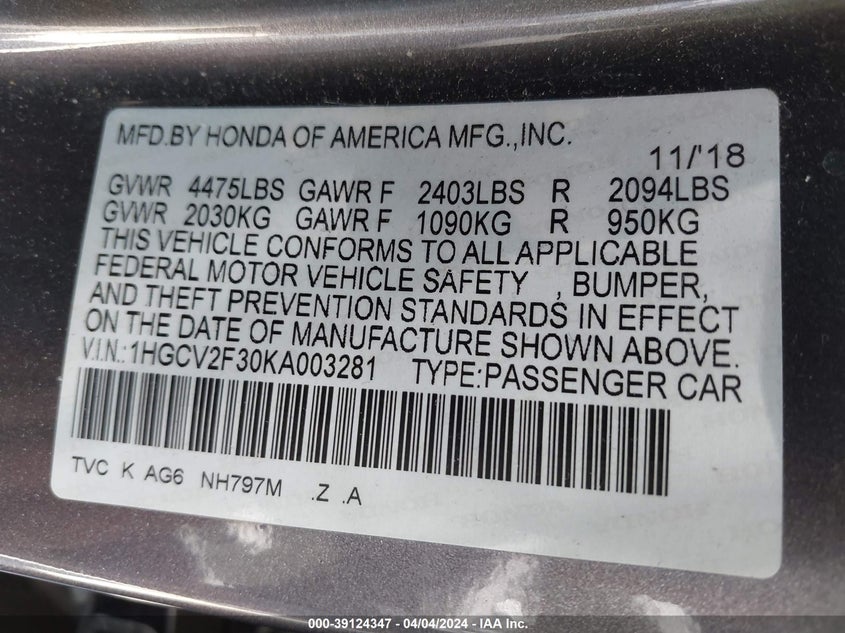 MFD.BY HONDA OF AMERICA MFG.,INC.
11/'18
GVWR 4475LBS GAWR F 2403LBS R 2094LBS
GVWR 2030KG GAWR F 1090KG R 950KG
THIS VEHICLE CONFORMS TO ALL APPLICABLE
FEDERAL MOTOR VEHICLE SAFETY , BUMPER,
AND THEFT PREVENTION STANDARDS IN EFFECT
ON THE DATE OF MANUFACTURE SHOWN ABOVE.
V.I.N.:1HGCV2F30KA003281 TYPE:PASSENGER CAR
TVC K AG6 NH797M .Z .A
000-39124347 - 04/04/2024 - IAA Inc.